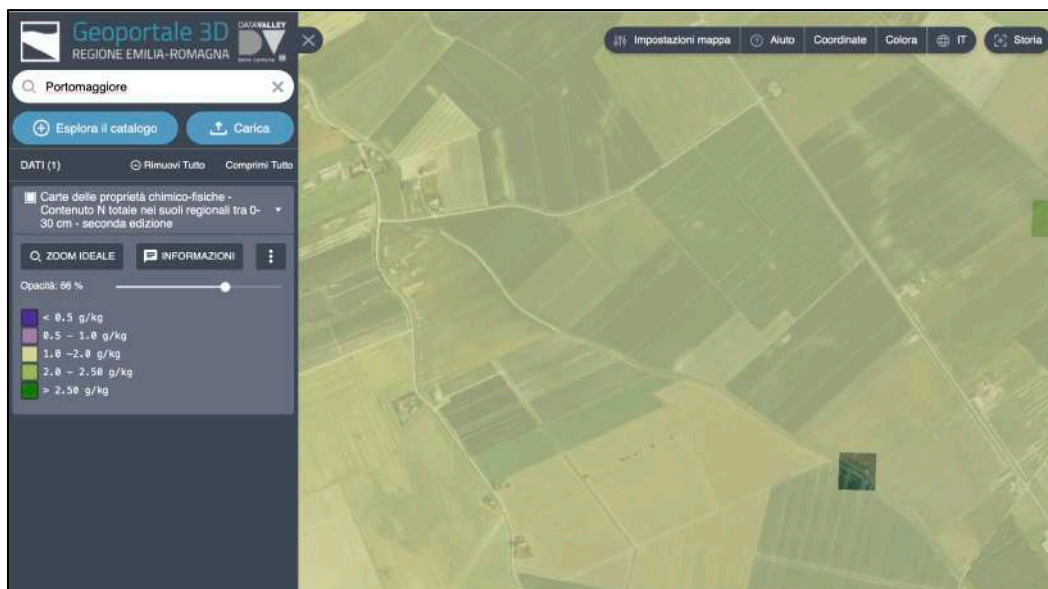 Geoportale 3D
REGIONE EMILIA-ROMAGNA
DATAVALLEY
DV
Portomaggiore
Esplora il catalogo
Carica
DATI (1)
Rimuovi Tutto
Comprimi Tutto
Carte delle proprietà chimico-fisiche -
Contenuto N totale nei suoli regionali tra 0-
30 cm - seconda edizione
ZOOM IDEALE
INFORMAZIONI
Opacità: 66 %
< 0.5 g/kg
0.5 – 1.0 g/kg
1.0 –2.0 g/kg
2.0 – 2.50 g/kg
> 2.50 g/kg
Impostazioni mappa
Aiuto
Coordinate
Colora
IT
Storia